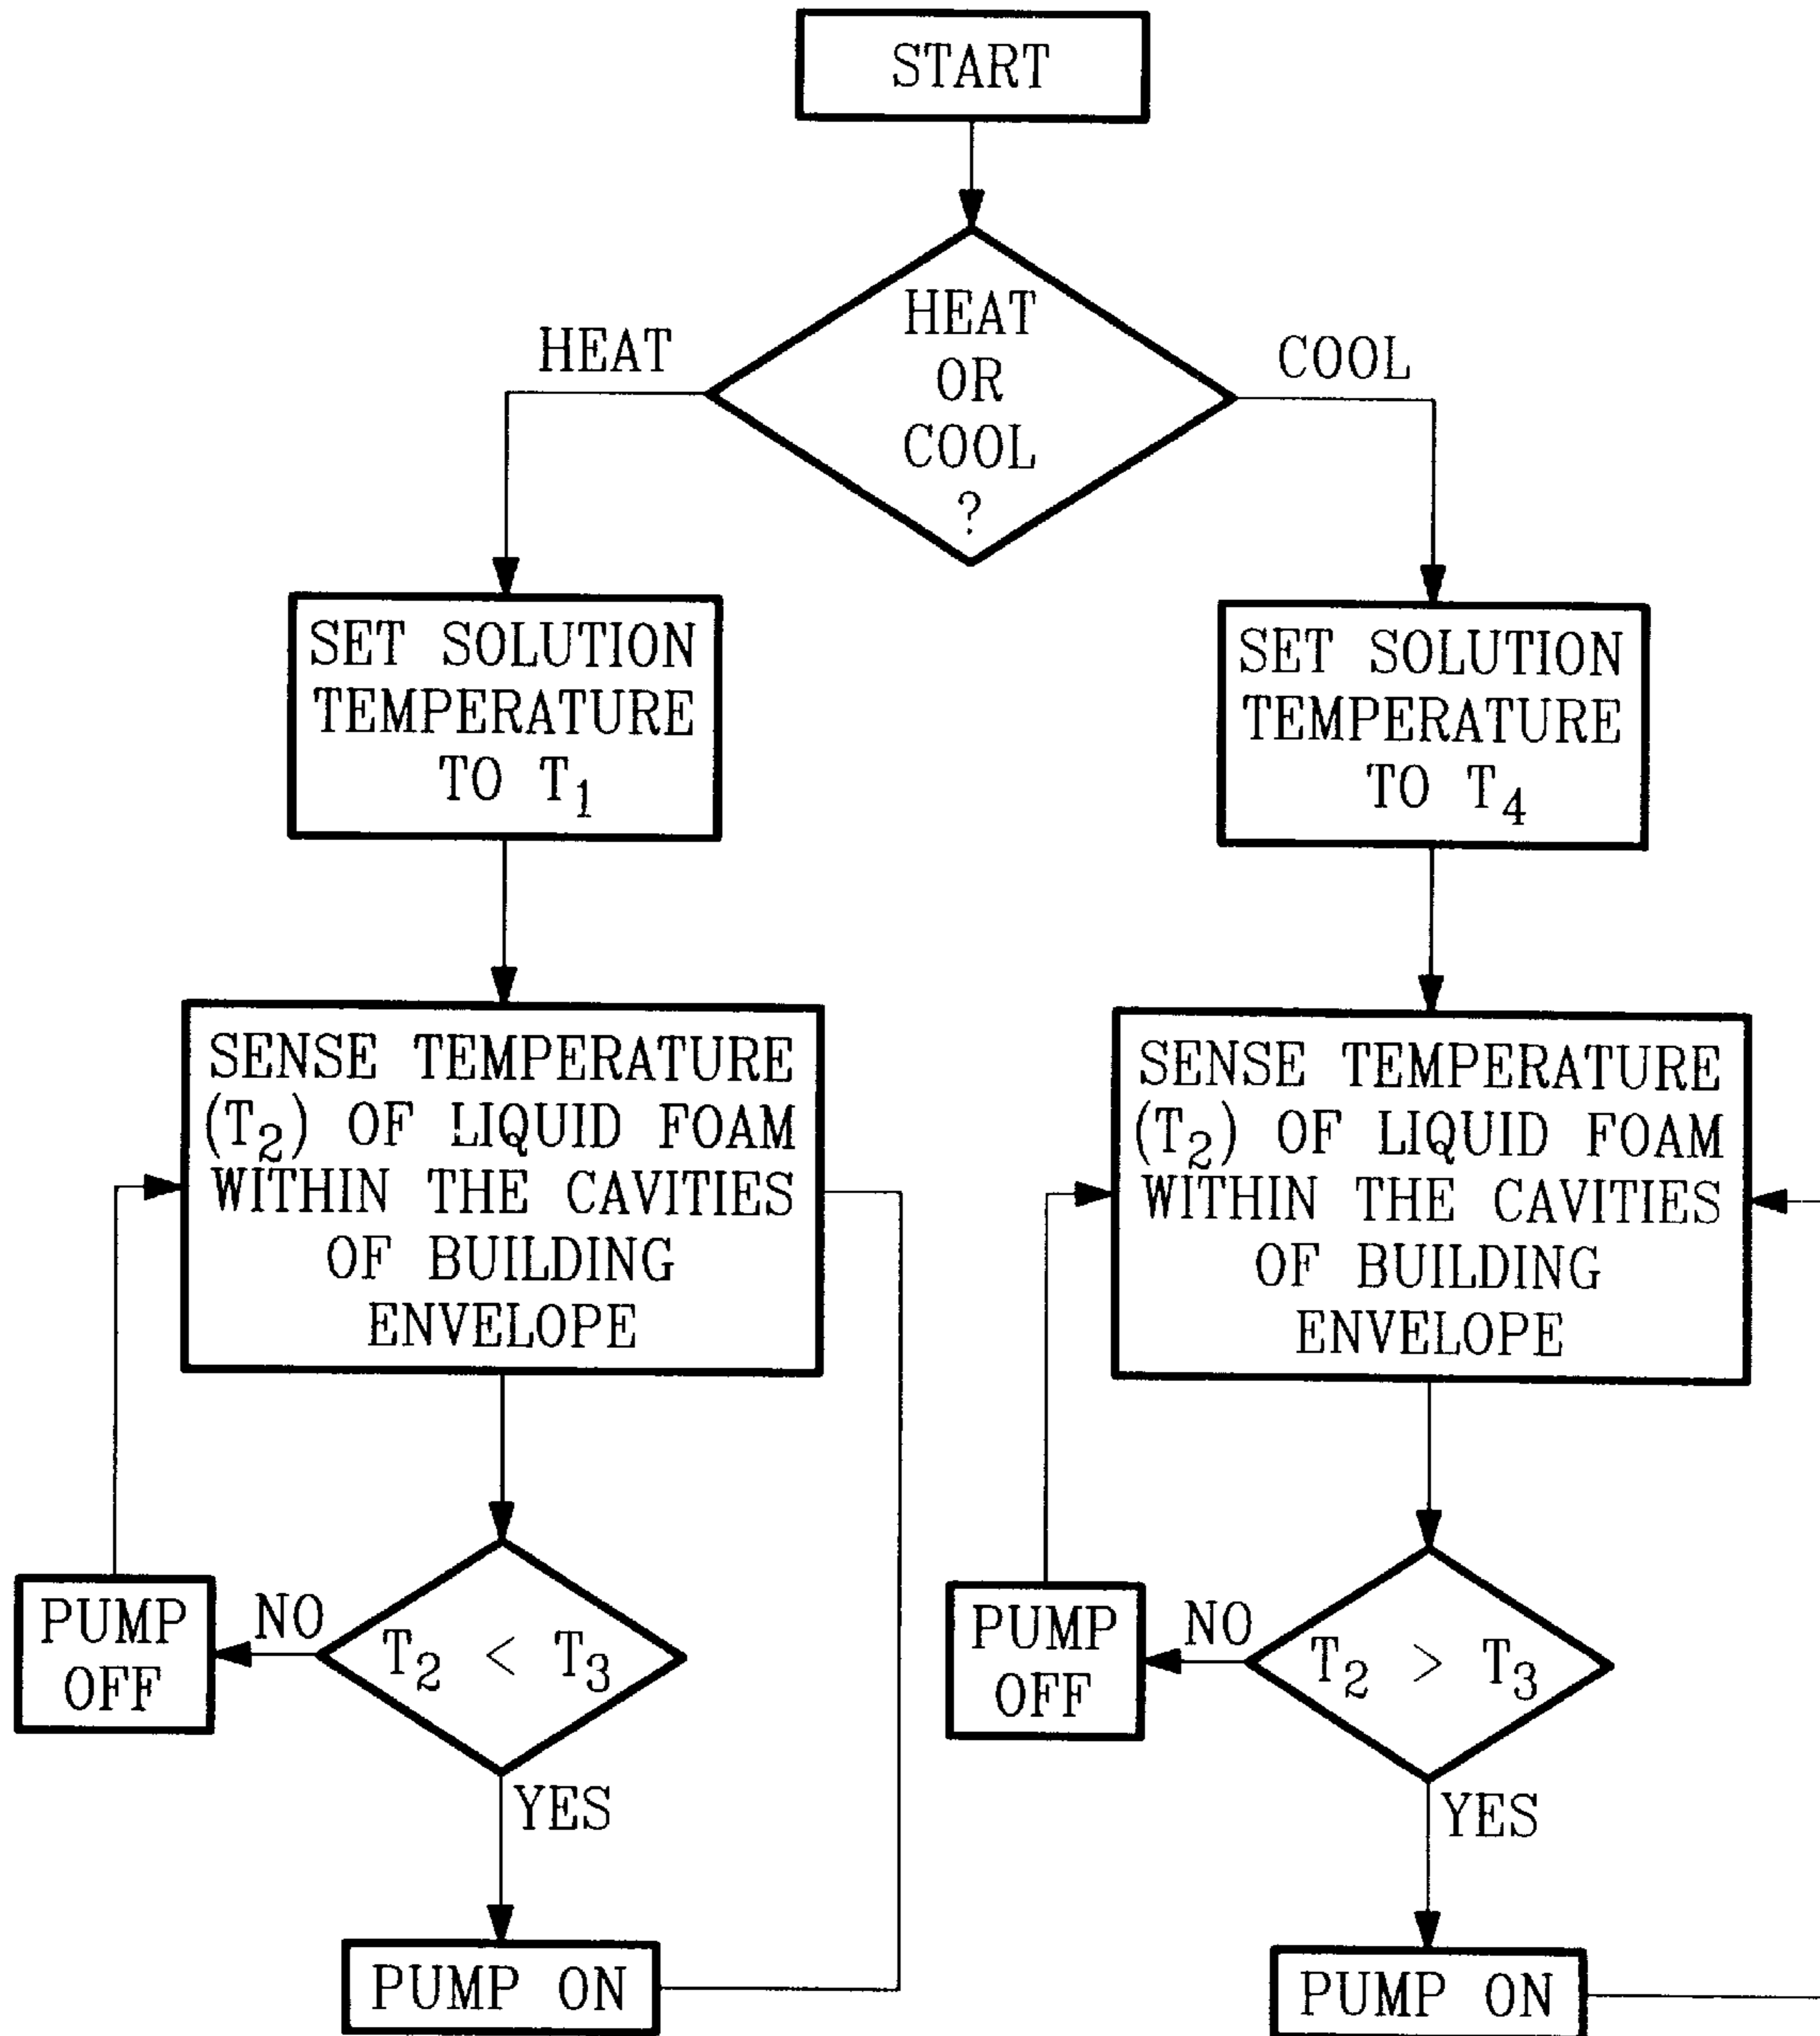 START
HEAT
OR
COOL
?
HEAT
COOL
SET SOLUTION
TEMPERATURE
TO T₁
SENSE TEMPERATURE
(T₂) OF LIQUID FOAM
WITHIN THE CAVITIES
OF BUILDING
ENVELOPE
T₂ < T₃
NO
PUMP
OFF
YES
PUMP ON
SET SOLUTION
TEMPERATURE
TO T₄
SENSE TEMPERATURE
(T₂) OF LIQUID FOAM
WITHIN THE CAVITIES
OF BUILDING
ENVELOPE
T₂ > T₃
NO
PUMP
OFF
YES
PUMP ON